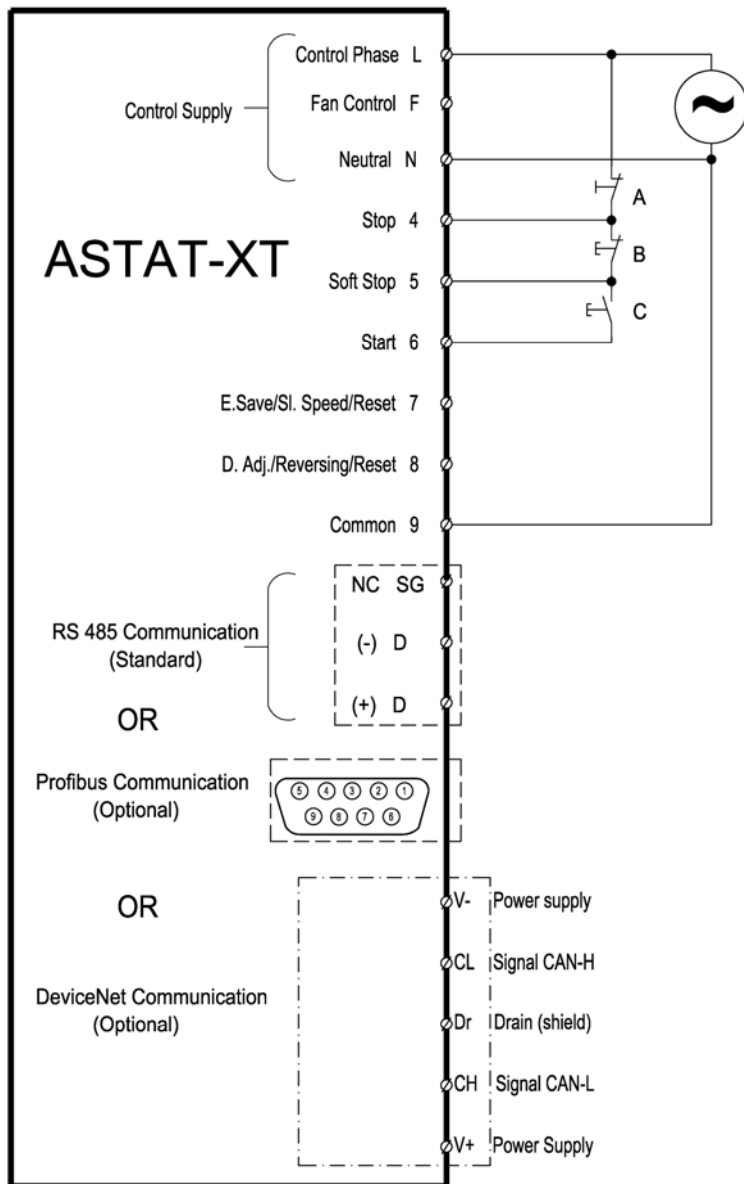 Control Phase L
Control Supply
Fan Control F
Neutral N
~
A
Stop 4
B
ASTAT-XT
Soft Stop 5
C
Start 6
E.Save/Sl. Speed/Reset 7
D. Adj./Reversing/Reset 8
Common 9
NC SG
RS 485 Communication
(Standard)
(-) D
(+) D
OR
Profibus Communication
(Optional)
5 4 3 2 1
9 8 7 6
OR
V- Power supply
CL Signal CAN-H
DeviceNet Communication
(Optional)
Dr Drain (shield)
CH Signal CAN-L
V+ Power Supply